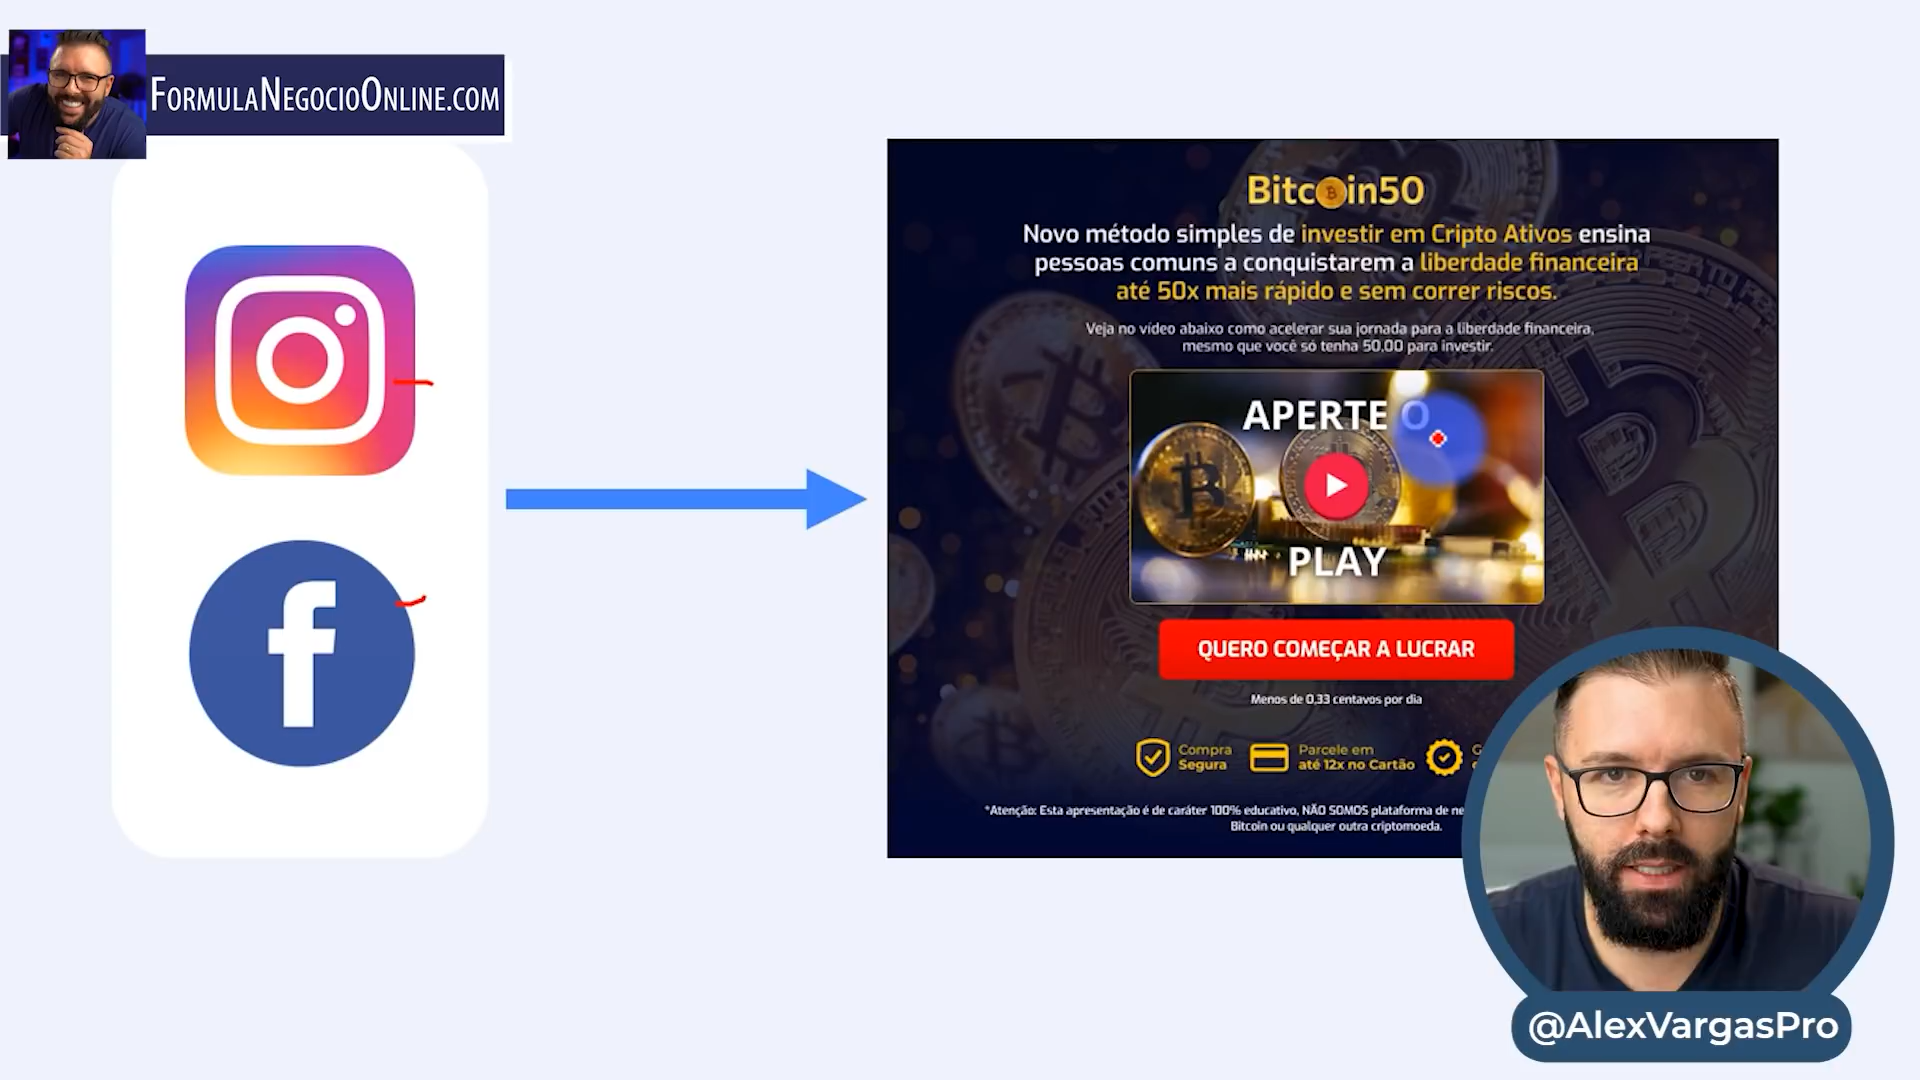 FORMULANEGOCIOONLINE.COM
Bitcoin50
Novo método simples de investir em Cripto Ativos ensina
pessoas comuns a conquistarem a liberdade financeira
até 50x mais rápido e sem correr riscos.
Veja no vídeo abaixo como acelerar sua jornada para a liberdade financeira,
mesmo que você só tenha 50,00 para investir.
APERTE O
PLAY
QUERO COMEÇAR A LUCRAR
Menos de 0,33 centavos por dia
Compra
Segura
Parcele em
até 12x no Cartão
*Atenção: Esta apresentação é de caráter 100% educativo, NÃO SOMOS plataforma de
Bitcoin ou qualquer outra criptomoeda.
@AlexVargasPro